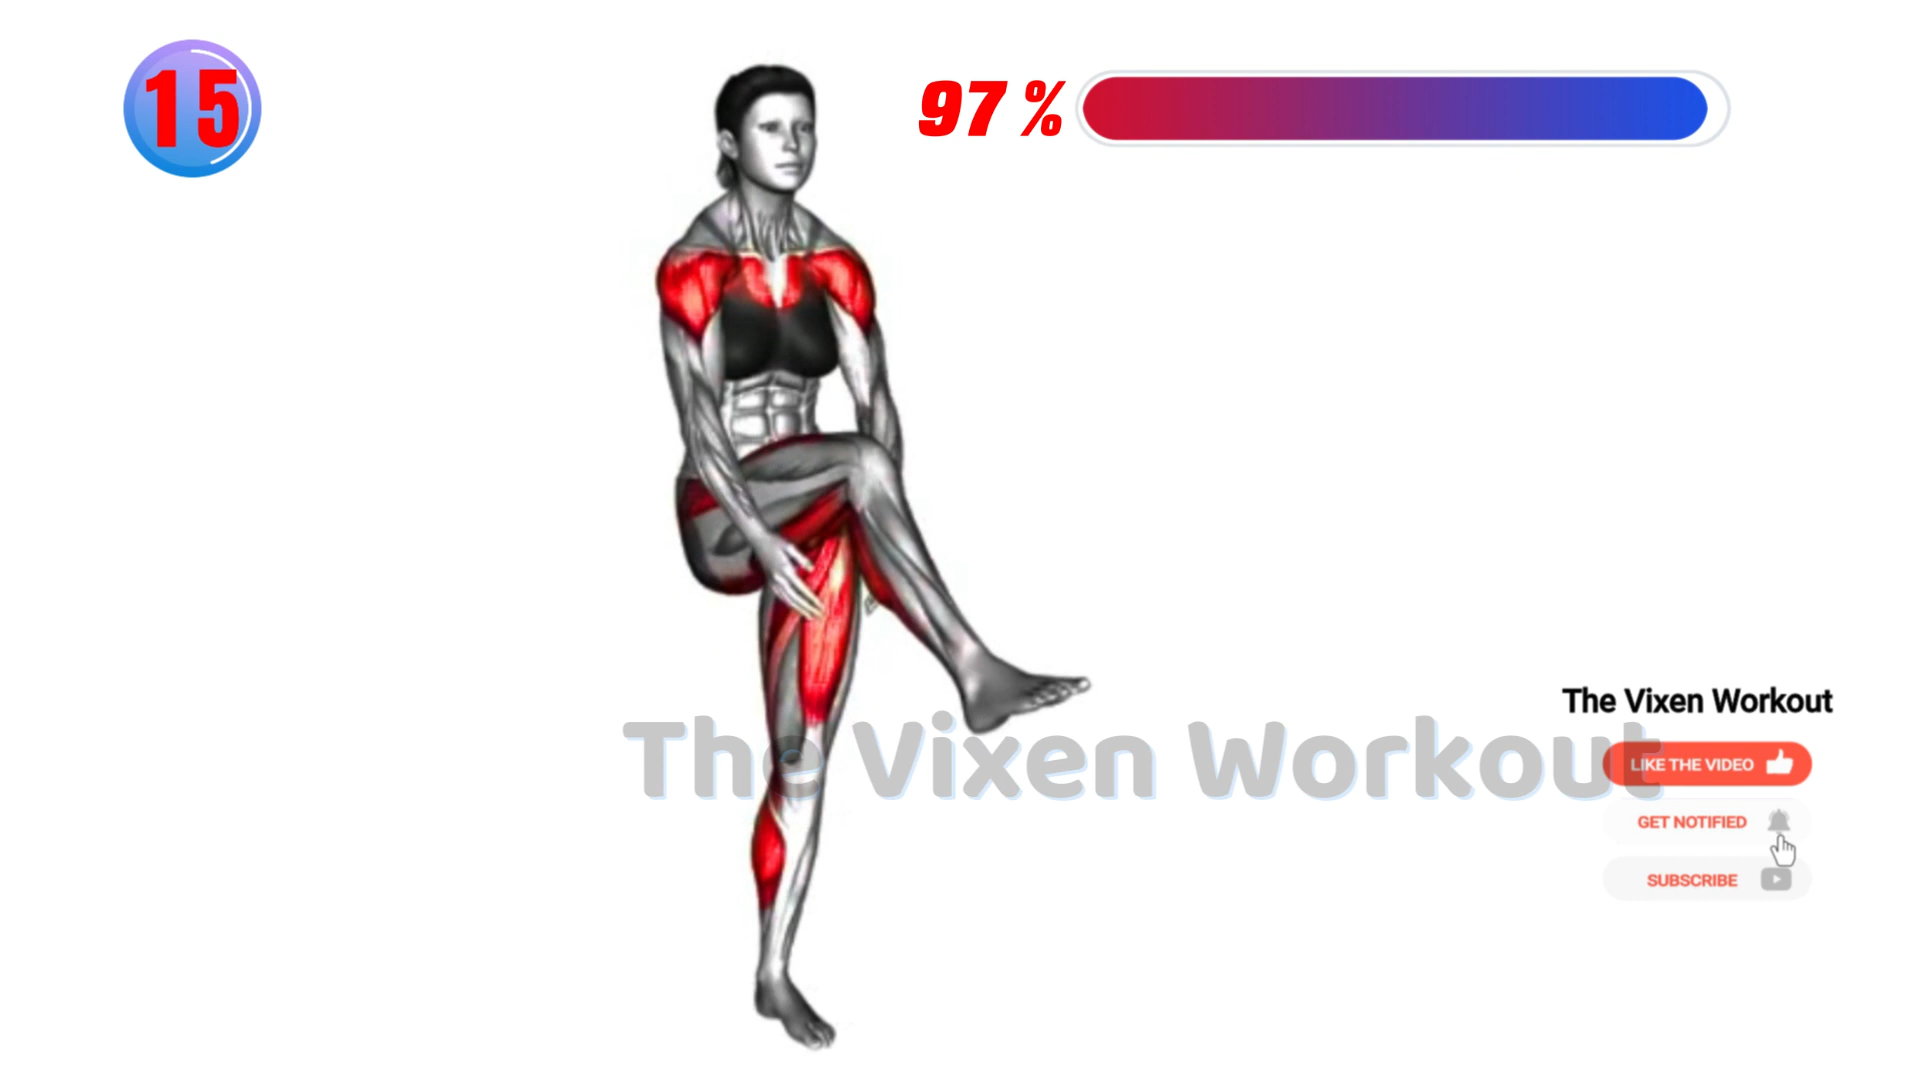 15
97 %
The Vixen Workout
The Vixen Workout
LIKE THE VIDEO
GET NOTIFIED
SUBSCRIBE